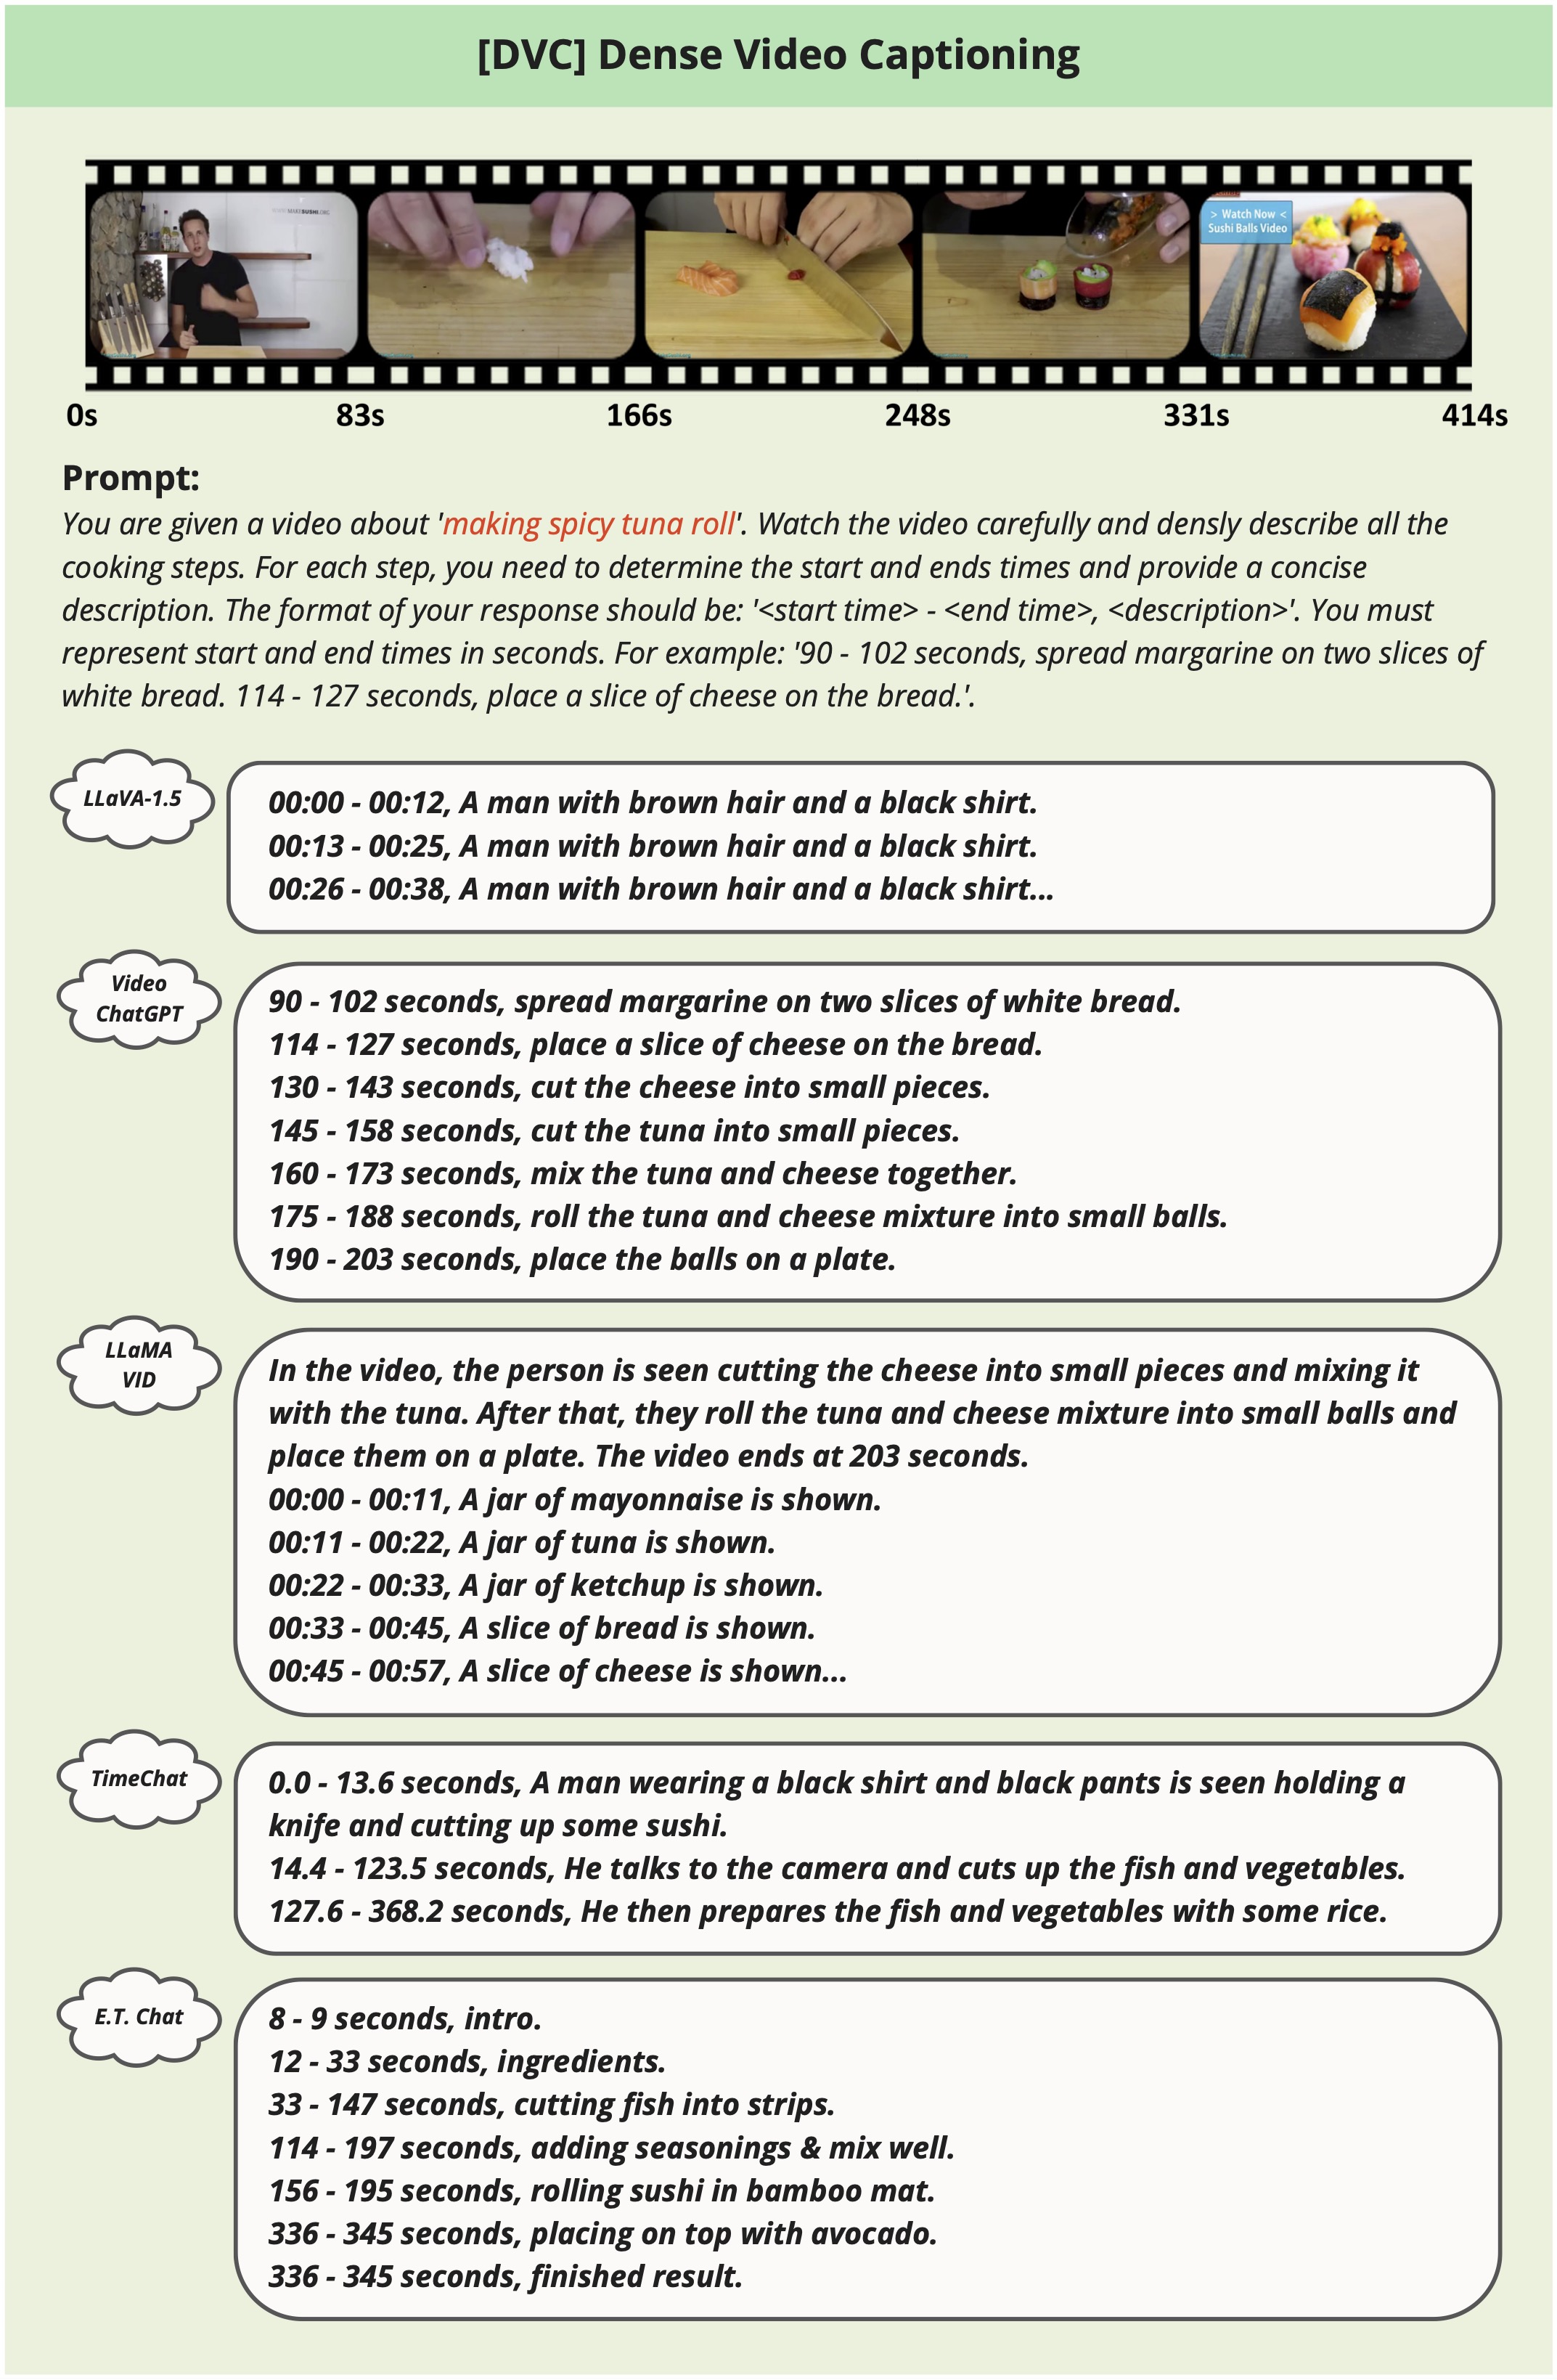 [DVC] Dense Video Captioning
> Watch Now <
Sushi Balls Video
0s 83s 166s 248s 331s 414s
Prompt:
You are given a video about 'making spicy tuna roll'. Watch the video carefully and densly describe all the
cooking steps. For each step, you need to determine the start and ends times and provide a concise
description. The format of your response should be: '<start time> - <end time>, <description>'. You must
represent start and end times in seconds. For example: '90 - 102 seconds, spread margarine on two slices of
white bread. 114 - 127 seconds, place a slice of cheese on the bread.'.
LLaVA-1.5
00:00 - 00:12, A man with brown hair and a black shirt.
00:13 - 00:25, A man with brown hair and a black shirt.
00:26 - 00:38, A man with brown hair and a black shirt...
Video
ChatGPT
90 - 102 seconds, spread margarine on two slices of white bread.
114 - 127 seconds, place a slice of cheese on the bread.
130 - 143 seconds, cut the cheese into small pieces.
145 - 158 seconds, cut the tuna into small pieces.
160 - 173 seconds, mix the tuna and cheese together.
175 - 188 seconds, roll the tuna and cheese mixture into small balls.
190 - 203 seconds, place the balls on a plate.
LLaMA
VID
In the video, the person is seen cutting the cheese into small pieces and mixing it
with the tuna. After that, they roll the tuna and cheese mixture into small balls and
place them on a plate. The video ends at 203 seconds.
00:00 - 00:11, A jar of mayonnaise is shown.
00:11 - 00:22, A jar of tuna is shown.
00:22 - 00:33, A jar of ketchup is shown.
00:33 - 00:45, A slice of bread is shown.
00:45 - 00:57, A slice of cheese is shown...
TimeChat
0.0 - 13.6 seconds, A man wearing a black shirt and black pants is seen holding a
knife and cutting up some sushi.
14.4 - 123.5 seconds, He talks to the camera and cuts up the fish and vegetables.
127.6 - 368.2 seconds, He then prepares the fish and vegetables with some rice.
E.T. Chat
8 - 9 seconds, intro.
12 - 33 seconds, ingredients.
33 - 147 seconds, cutting fish into strips.
114 - 197 seconds, adding seasonings & mix well.
156 - 195 seconds, rolling sushi in bamboo mat.
336 - 345 seconds, placing on top with avocado.
336 - 345 seconds, finished result.